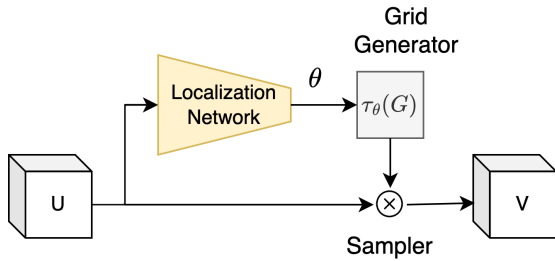 Grid
Generator
Localization
Network
θ
τθ(G)
U
V
Sampler